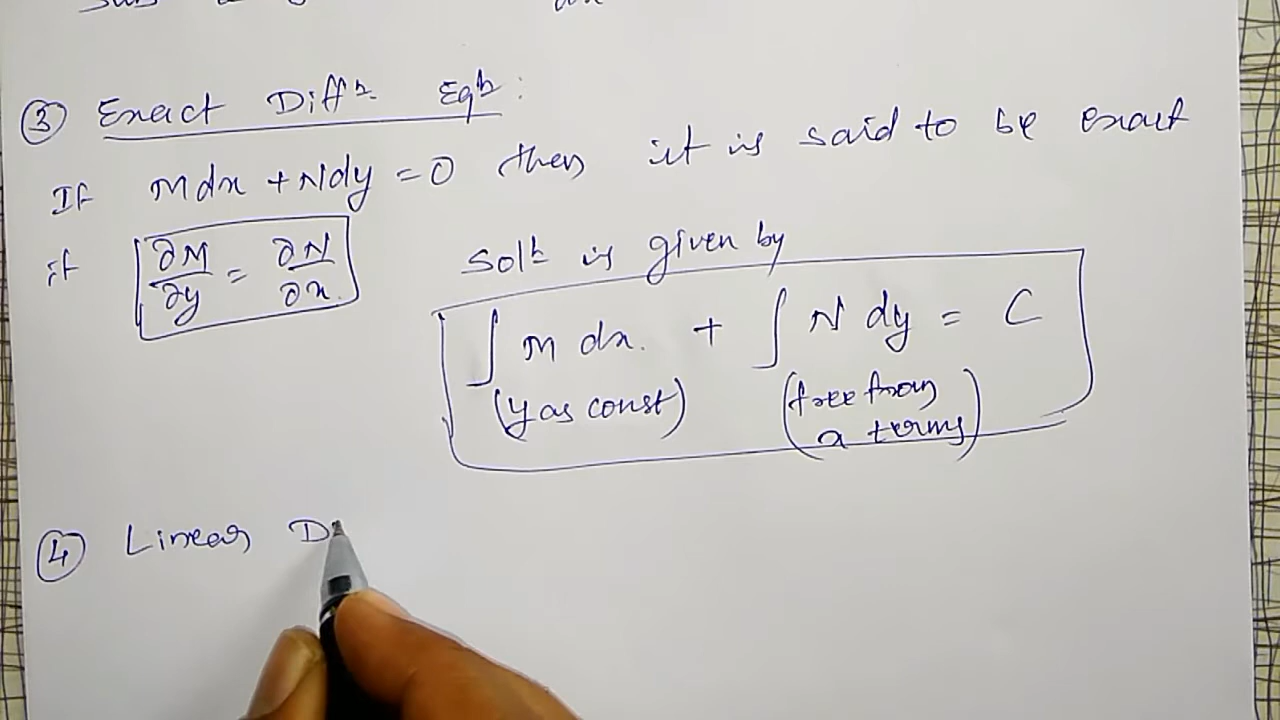 ③ Exact Diffⁿ. Eqⁿ:
If Mdx + Ndy = 0 then it is said to be exact
if ∂M/∂y = ∂N/∂x.
Solⁿ is given by
∫ M dx. + ∫ N dy = C
(y as const) (free from x terms)
④ Linear D